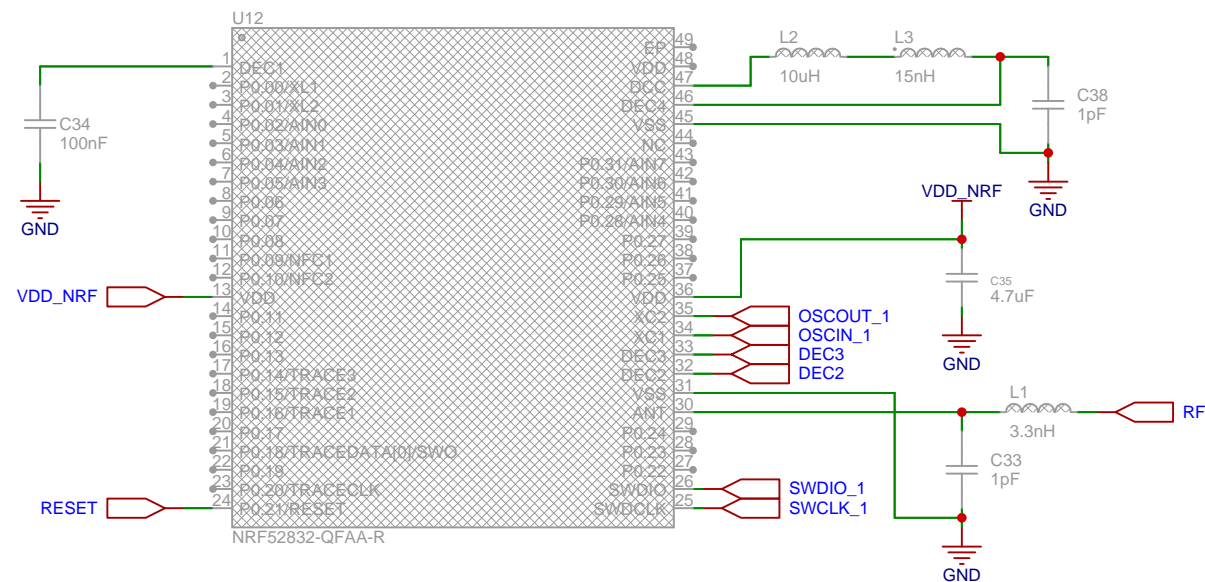 U12
1 DEC1
2 P0.00/XL1
3 P0.01/XL2
4 P0.02/AIN0
5 P0.03/AIN1
6 P0.04/AIN2
7 P0.05/AIN3
8 P0.06
9 P0.07
10 P0.08
11 P0.09/NFC1
12 P0.10/NFC2
13 VDD
14 P0.11
15 P0.12
16 P0.13
17 P0.14/TRACE3
18 P0.15/TRACE2
19 P0.16/TRACE1
20 P0.17
21 P0.18/TRACEDATA[0]/SWO
22 P0.19
23 P0.20/TRACECLK
24 P0.21/RESET
EP 49
VDD 48
DCC 47
DEC4 46
VSS 45
NC 44
P0.31/AIN7 43
P0.30/AIN6 42
P0.29/AIN5 41
P0.28/AIN4 40
P0.27 39
P0.26 38
P0.25 37
VDD 36
XC2 35
XC1 34
DEC3 33
DEC2 32
VSS 31
ANT 30
P0.24 29
P0.23 28
P0.22 27
SWDIO 26
SWDCLK 25
NRF52832-QFAA-R
C34
100nF
GND
VDD_NRF
RESET
L2
10uH
L3
15nH
C38
1pF
GND
VDD_NRF
C35
4.7uF
GND
OSCOUT_1
OSCIN_1
DEC3
DEC2
L1
3.3nH
RF
C33
1pF
GND
SWDIO_1
SWCLK_1